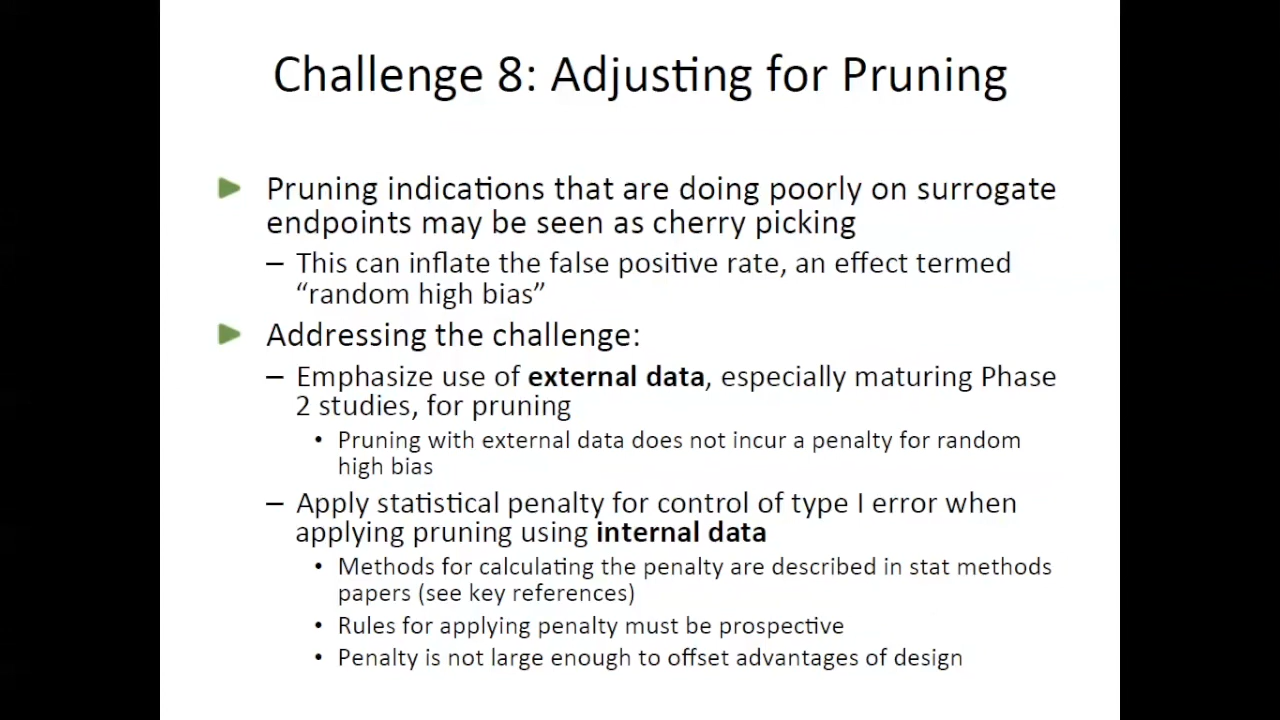 Challenge 8: Adjusting for Pruning
Pruning indications that are doing poorly on surrogate
endpoints may be seen as cherry picking
– This can inflate the false positive rate, an effect termed
“random high bias”
Addressing the challenge:
– Emphasize use of external data, especially maturing Phase
2 studies, for pruning
• Pruning with external data does not incur a penalty for random
high bias
– Apply statistical penalty for control of type I error when
applying pruning using internal data
• Methods for calculating the penalty are described in stat methods
papers (see key references)
• Rules for applying penalty must be prospective
• Penalty is not large enough to offset advantages of design